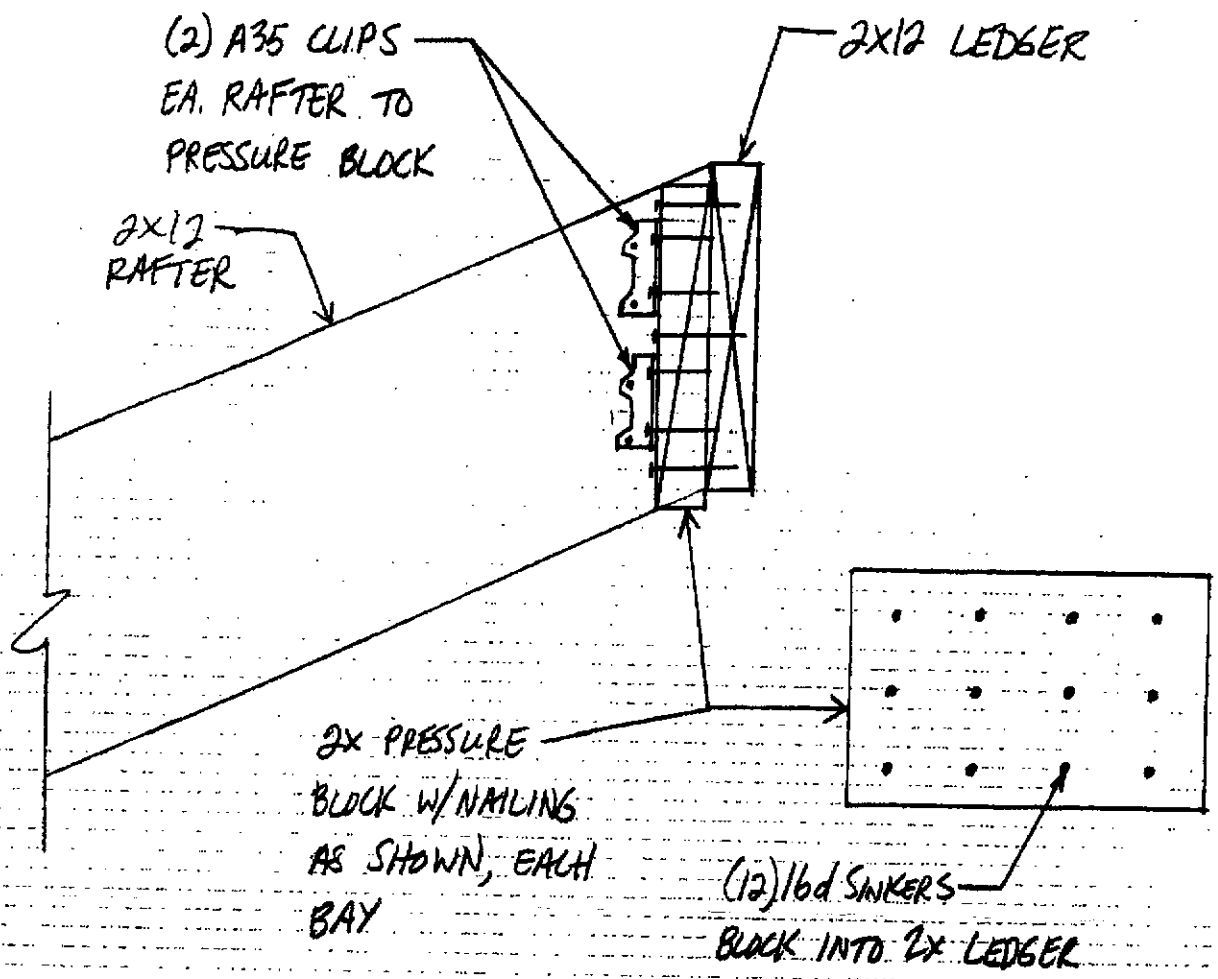 (2) A35 CLIPS
EA. RAFTER TO
PRESSURE BLOCK
2X12 LEDGER
2X12
RAFTER
2X PRESSURE
BLOCK W/NAILING
AS SHOWN, EACH
BAY
(12) 16d SINKERS
BLOCK INTO 2X LEDGER